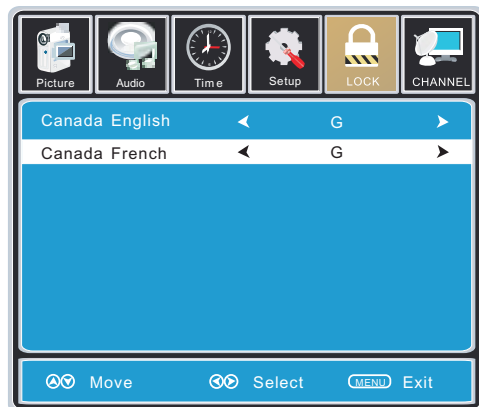 Picture Audio Time Setup LOCK CHANNEL
Canada English G
Canada French G
Move Select MENU Exit